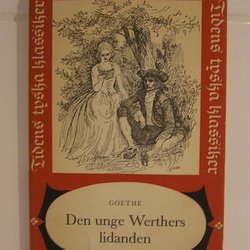 Tidens tyska klassiker
Tidens tyska klassiker
GOETHE
Den unge Werthers
lidanden